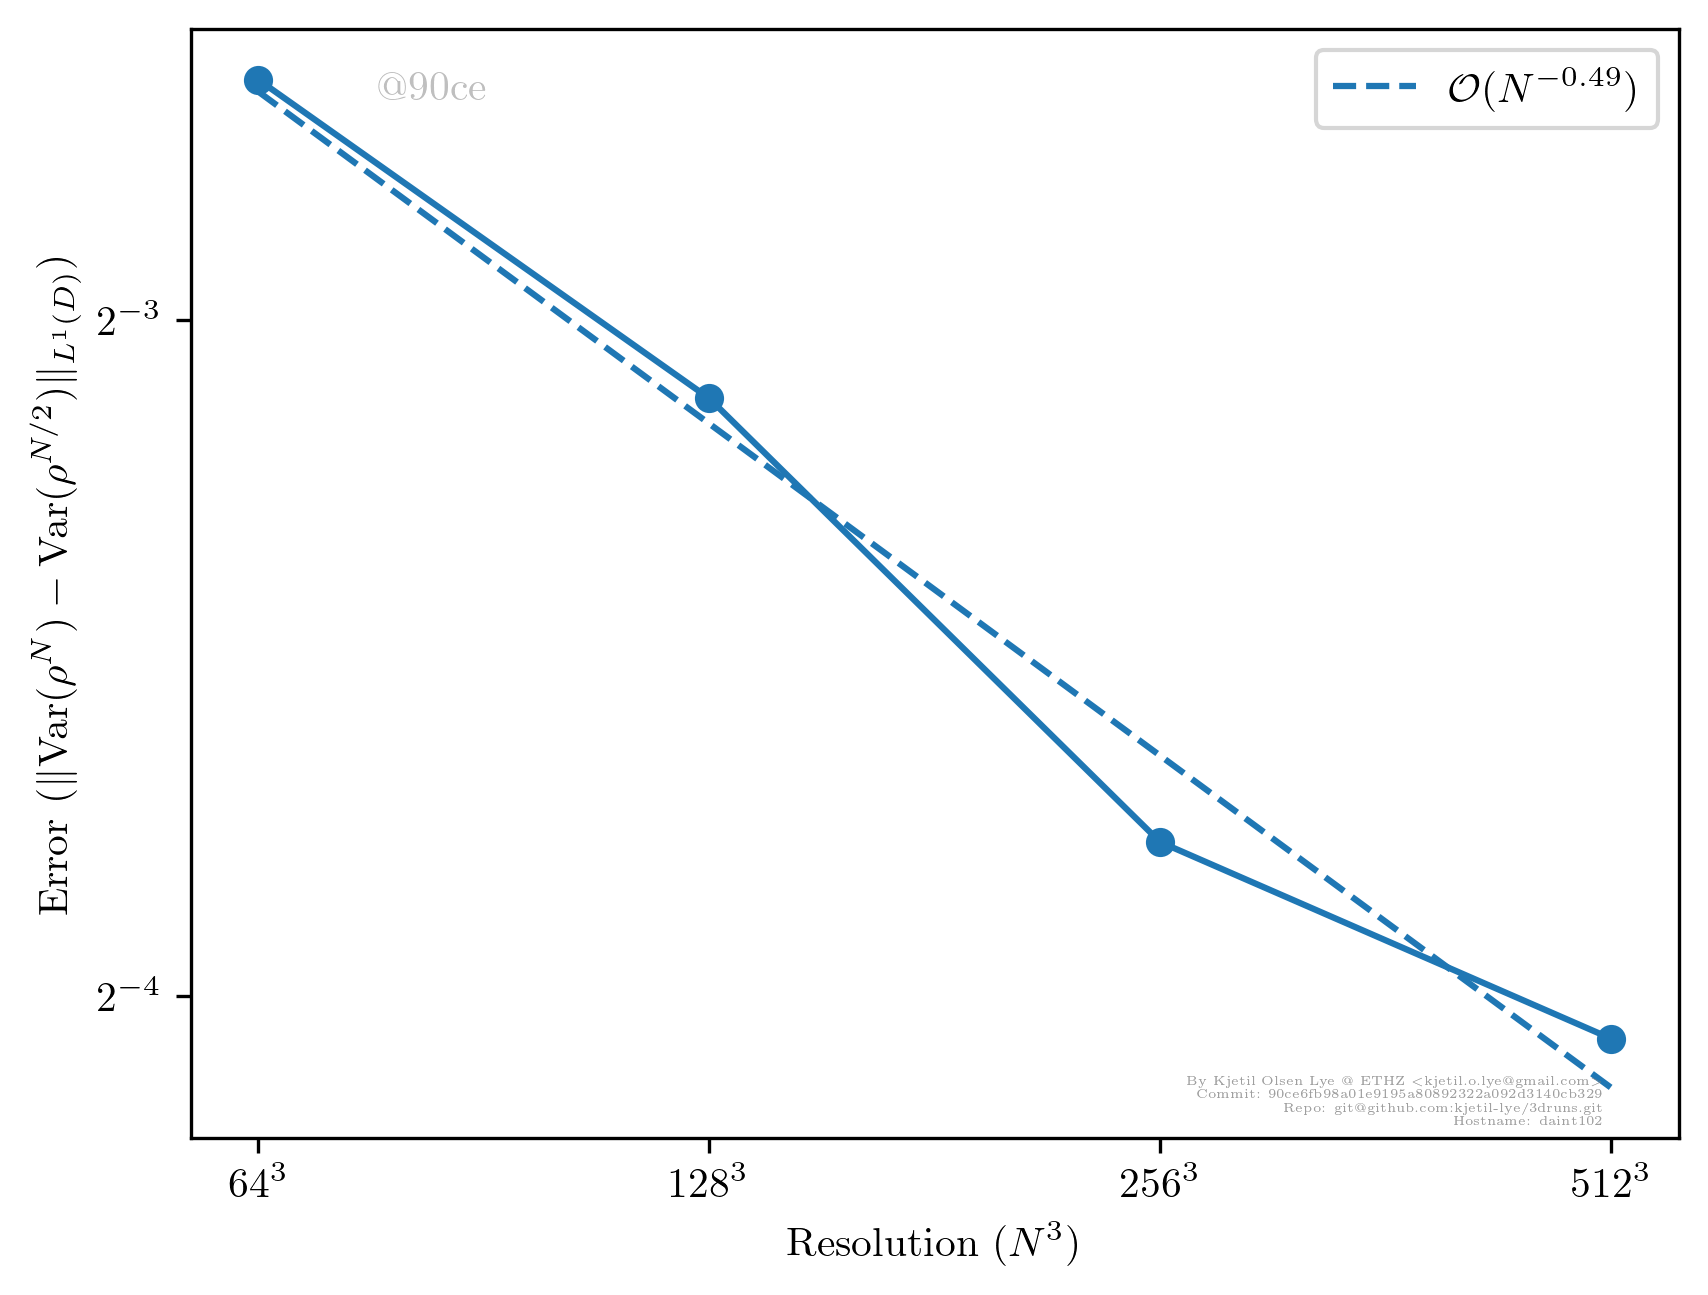 @90ce
𝒪(N^{-0.49})
2^{-3}
2^{-4}
Error (||Var(ρ^N) − Var(ρ^{N/2})||_{L^1(D)})
By Kjetil Olsen Lye @ ETHZ <kjetil.o.lye@gmail.com>
Commit: 90ce6fb98a01e9195a80892322a092d3140cb329
Repo: git@github.com:kjetil-lye/3druns.git
Hostname: daint102
64^3 128^3 256^3 512^3
Resolution (N^3)